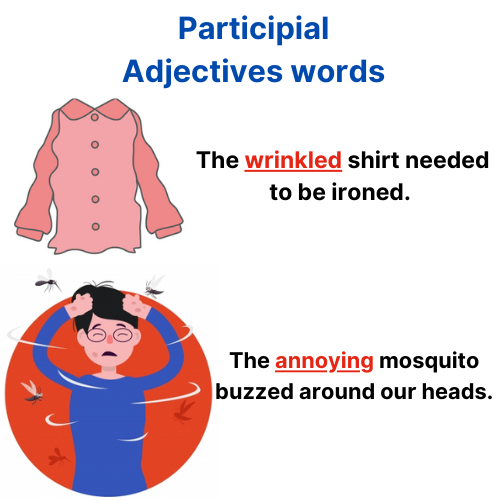 Participial
Adjectives words
The wrinkled shirt needed
to be ironed.
The annoying mosquito
buzzed around our heads.